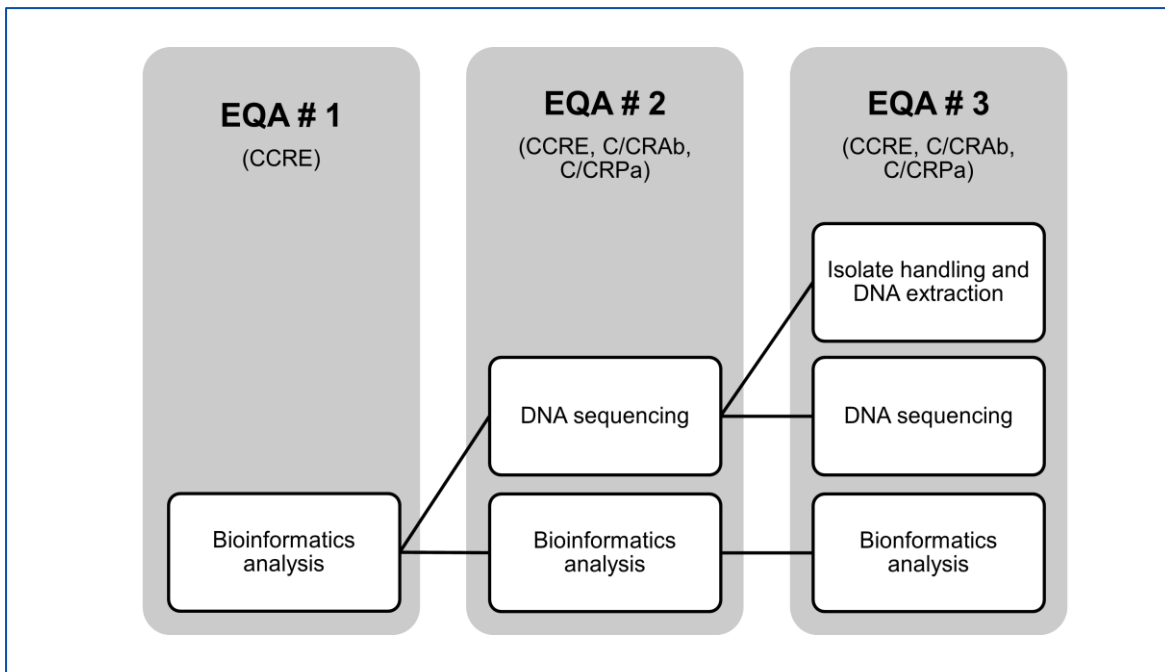 EQA # 1
(CCRE)
Bioinformatics
analysis
EQA # 2
(CCRE, C/CRAb,
C/CRPa)
DNA sequencing
Bioinformatics
analysis
EQA # 3
(CCRE, C/CRAb,
C/CRPa)
Isolate handling and
DNA extraction
DNA sequencing
Bionformatics
analysis